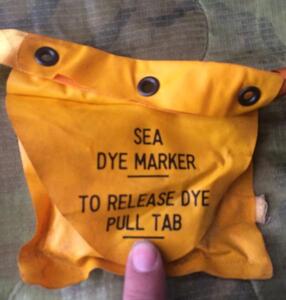 SEA
DYE MARKER
TO RELEASE DYE
PULL TAB